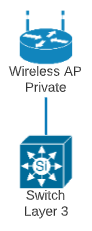 Wireless AP
Private
Si
Switch
Layer 3